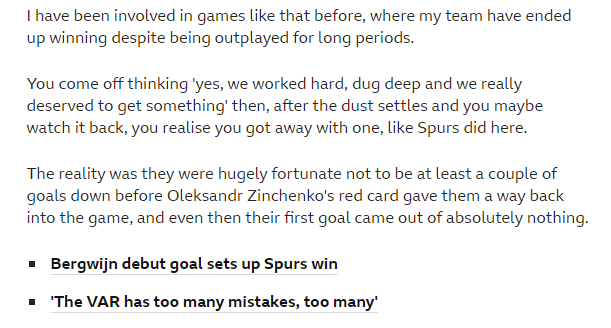 I have been involved in games like that before, where my team have ended
up winning despite being outplayed for long periods.
You come off thinking 'yes, we worked hard, dug deep and we really
deserved to get something' then, after the dust settles and you maybe
watch it back, you realise you got away with one, like Spurs did here.
The reality was they were hugely fortunate not to be at least a couple of
goals down before Oleksandr Zinchenko's red card gave them a way back
into the game, and even then their first goal came out of absolutely nothing.
Bergwijn debut goal sets up Spurs win
'The VAR has too many mistakes, too many'